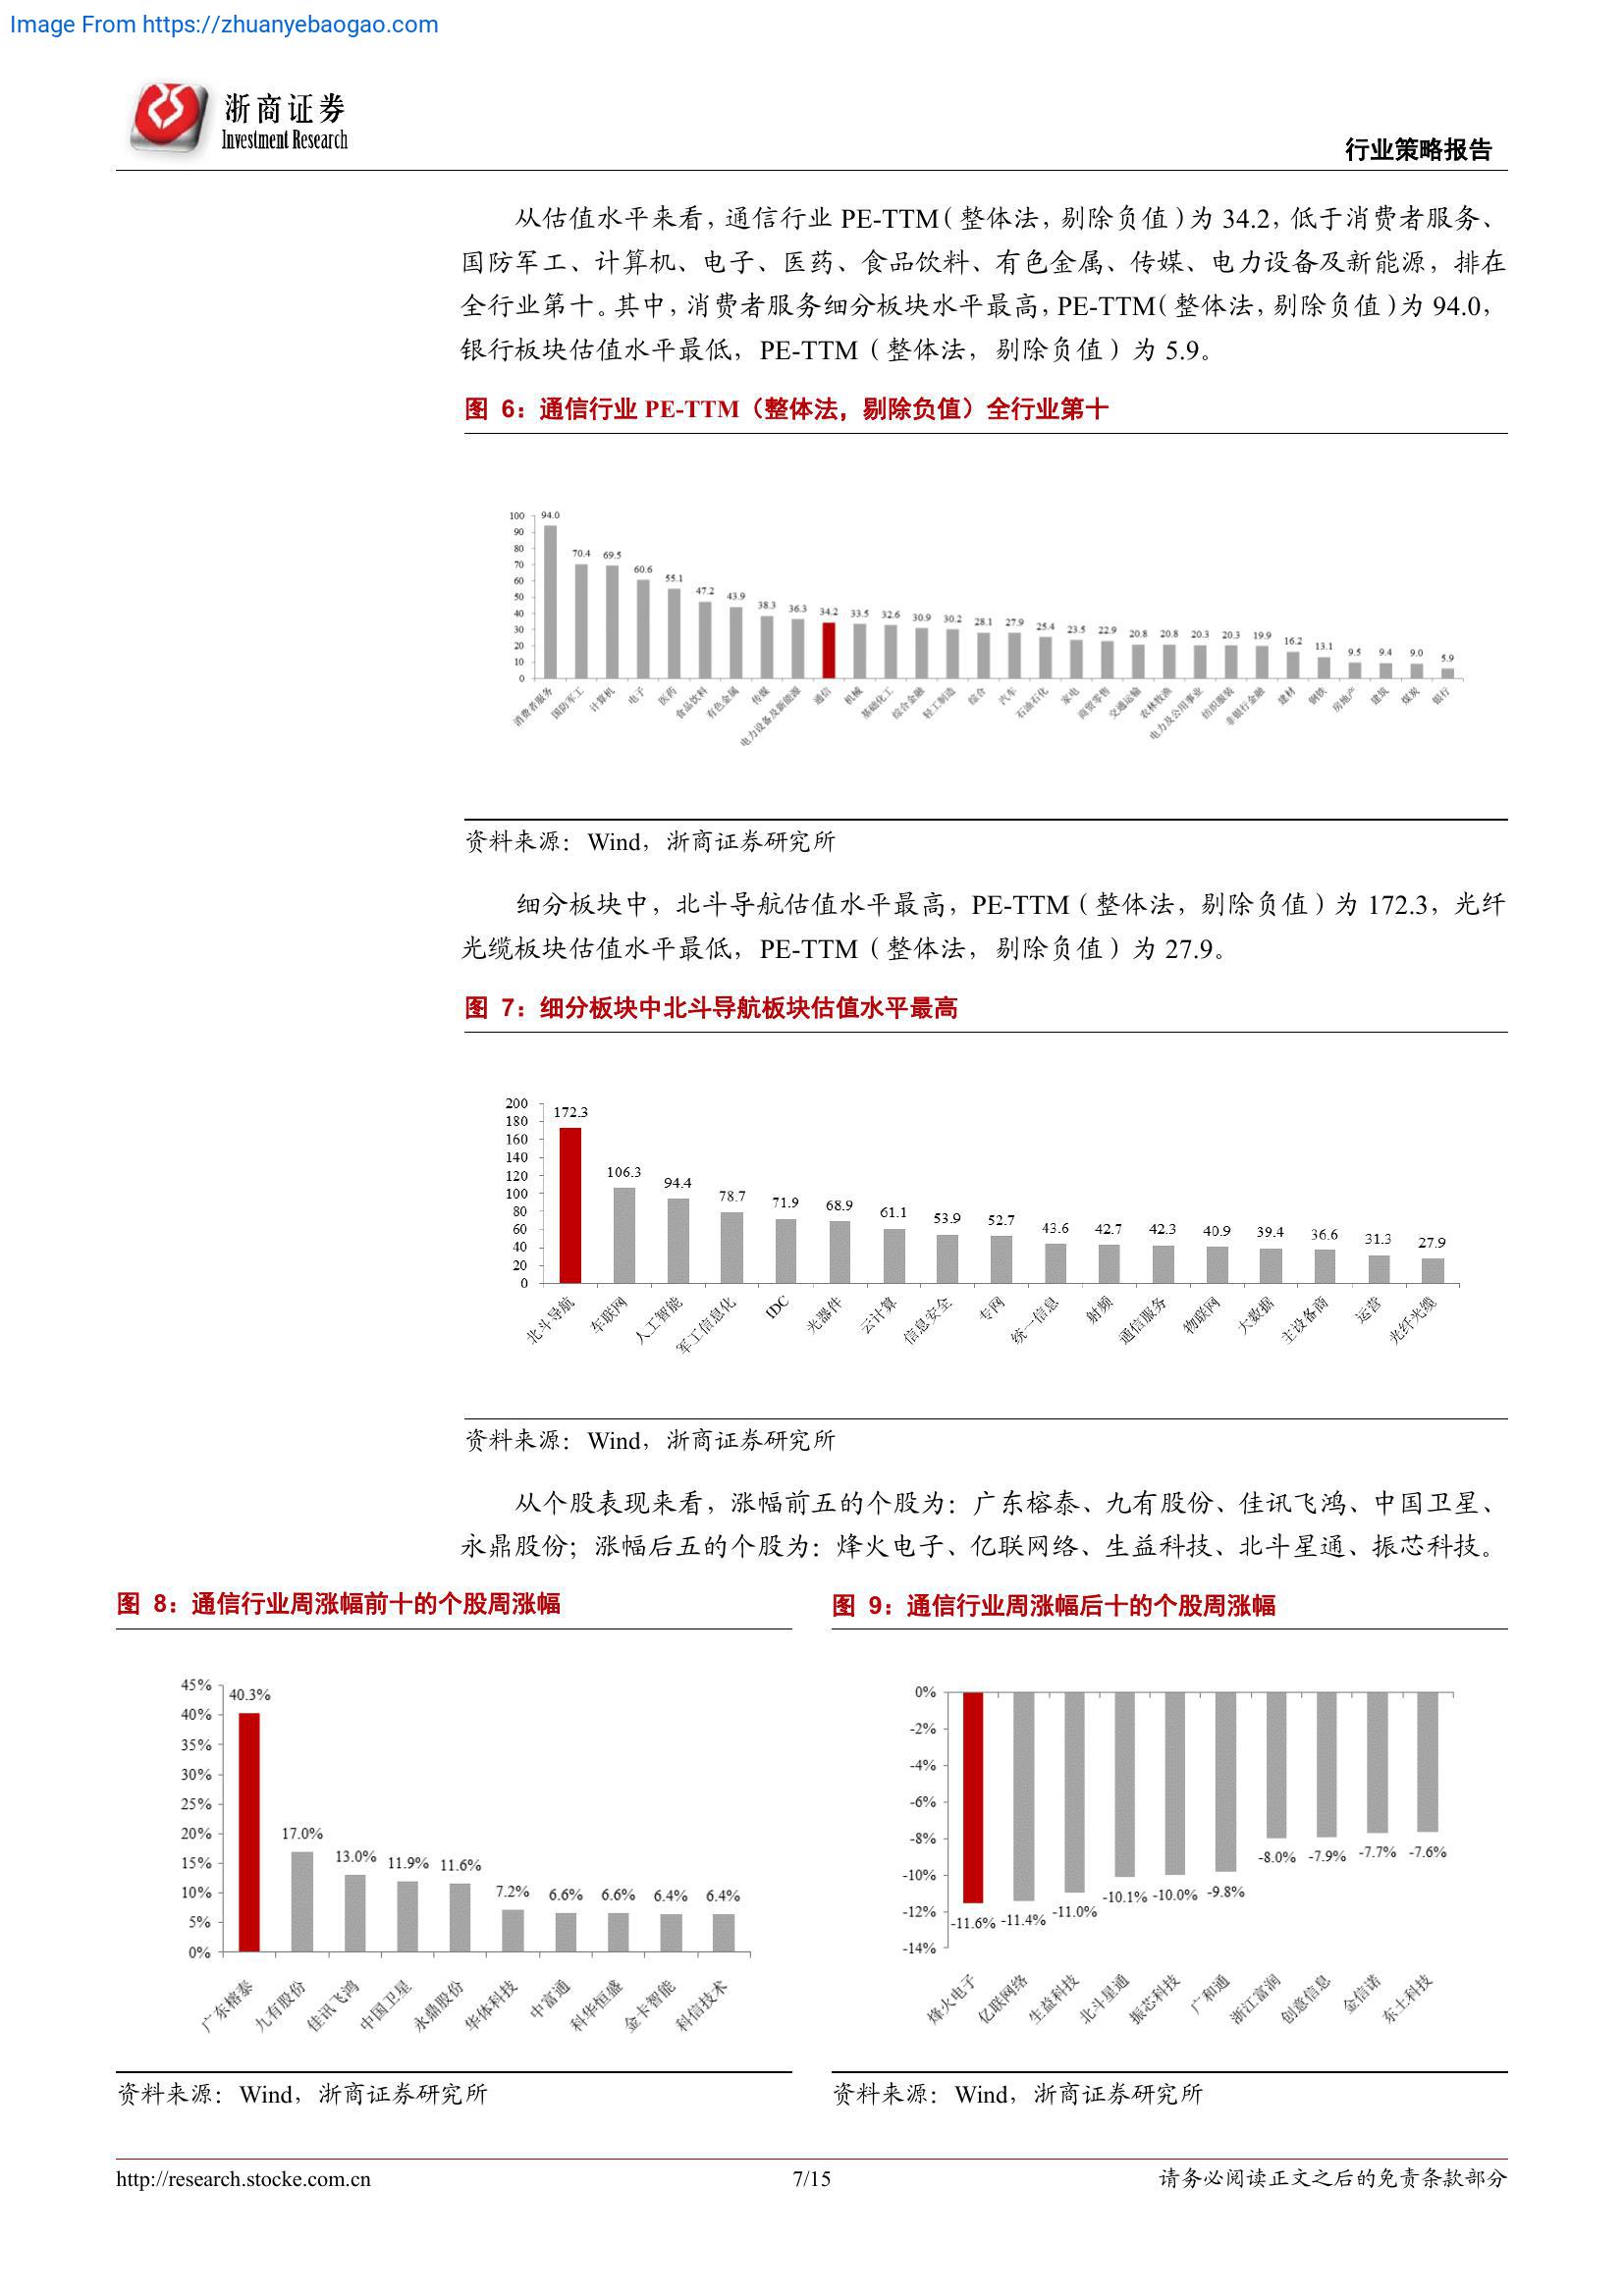 Image From https://zhuanyebaogao.com
浙商证券
Investment Research
行业策略报告
从估值水平来看，通信行业 PE-TTM（整体法，剔除负值）为 34.2，低于消费者服务、
国防军工、计算机、电子、医药、食品饮料、有色金属、传媒、电力设备及新能源，排在
全行业第十。其中，消费者服务细分板块水平最高，PE-TTM（整体法，剔除负值）为 94.0，
银行板块估值水平最低，PE-TTM（整体法，剔除负值）为 5.9。
图 6：通信行业 PE-TTM（整体法，剔除负值）全行业第十
100
90
80
70
60
50
40
30
20
10
0
94.0 70.4 69.5 60.6 55.1 47.2 43.9 38.3 36.3 34.2 33.5 32.6 30.9 30.2 28.1 27.9 25.4 23.5 22.9 20.8 20.8 20.3 20.3 19.9 16.2 13.1 9.5 9.4 9.0 5.9
消费者服务 国防军工 计算机 电子 医药 食品饮料 有色金属 传媒 电力设备及新能源 通信 机械 基础化工 综合金融 轻工制造 综合 汽车 石油石化 家电 商贸零售 交通运输 农林牧渔 电力及公用事业 纺织服装 非银行金融 建材 钢铁 房地产 建筑 煤炭 银行
资料来源：Wind，浙商证券研究所
细分板块中，北斗导航估值水平最高，PE-TTM（整体法，剔除负值）为 172.3，光纤
光缆板块估值水平最低，PE-TTM（整体法，剔除负值）为 27.9。
图 7：细分板块中北斗导航板块估值水平最高
200
180
160
140
120
100
80
60
40
20
0
172.3 106.3 94.4 78.7 71.9 68.9 61.1 53.9 52.7 43.6 42.7 42.3 40.9 39.4 36.6 31.3 27.9
北斗导航 车联网 人工智能 军工信息化 IDC 光器件 云计算 信息安全 专网 统一信息 射频 通信服务 物联网 大数据 主设备商 运营 光纤光缆
资料来源：Wind，浙商证券研究所
从个股表现来看，涨幅前五的个股为：广东榕泰、九有股份、佳讯飞鸿、中国卫星、
永鼎股份；涨幅后五的个股为：烽火电子、亿联网络、生益科技、北斗星通、振芯科技。
图 8：通信行业周涨幅前十的个股周涨幅
45%
40%
35%
30%
25%
20%
15%
10%
5%
0%
40.3% 17.0% 13.0% 11.9% 11.6% 7.2% 6.6% 6.6% 6.4% 6.4%
广东榕泰 九有股份 佳讯飞鸿 中国卫星 永鼎股份 华体科技 中富通 科华恒盛 金卡智能 科信技术
资料来源：Wind，浙商证券研究所
图 9：通信行业周涨幅后十的个股周涨幅
0%
-2%
-4%
-6%
-8%
-10%
-12%
-14%
-11.6% -11.4% -11.0% -10.1% -10.0% -9.8% -8.0% -7.9% -7.7% -7.6%
烽火电子 亿联网络 生益科技 北斗星通 振芯科技 广和通 浙江富润 创意信息 金信诺 东土科技
资料来源：Wind，浙商证券研究所
http://research.stocke.com.cn
7/15
请务必阅读正文之后的免责条款部分